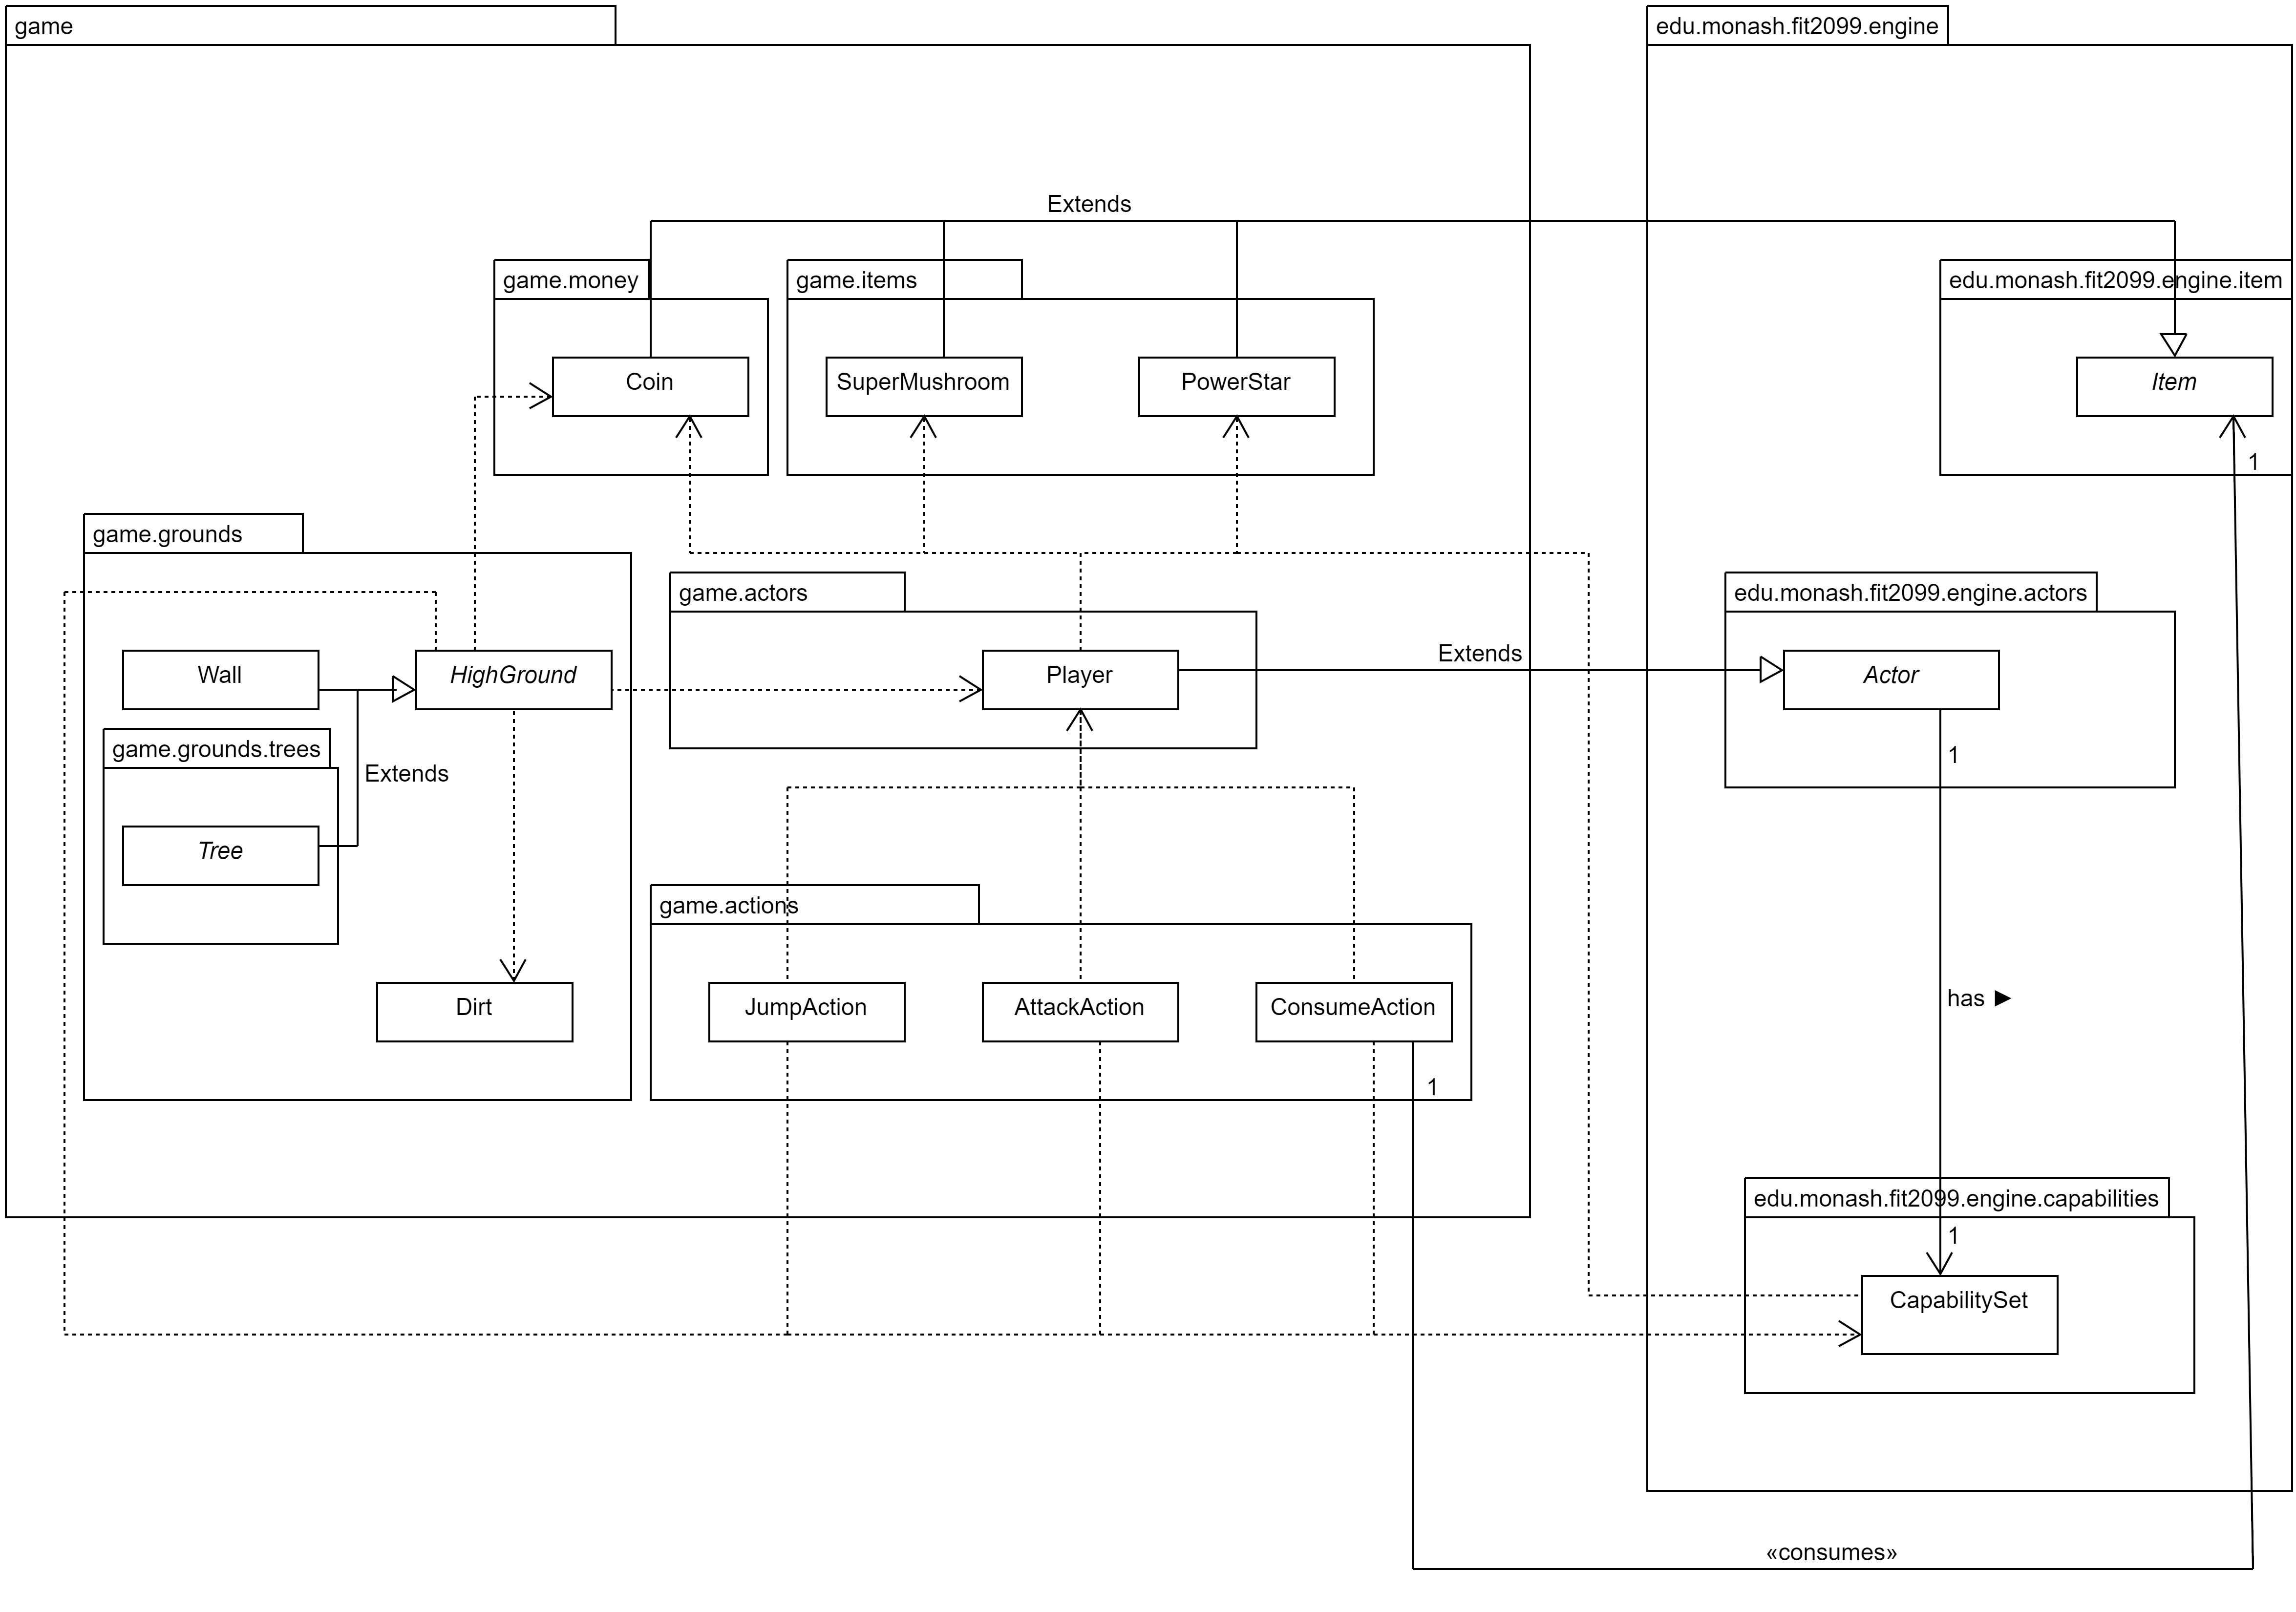 game
edu.monash.fit2099.engine
Extends
game.money
game.items
edu.monash.fit2099.engine.item
Coin
SuperMushroom
PowerStar
Item
1
game.grounds
game.actors
edu.monash.fit2099.engine.actors
Extends
Wall
HighGround
Player
Actor
game.grounds.trees
1
Extends
Tree
game.actions
has ►
JumpAction
AttackAction
ConsumeAction
Dirt
1
edu.monash.fit2099.engine.capabilities
1
CapabilitySet
«consumes»